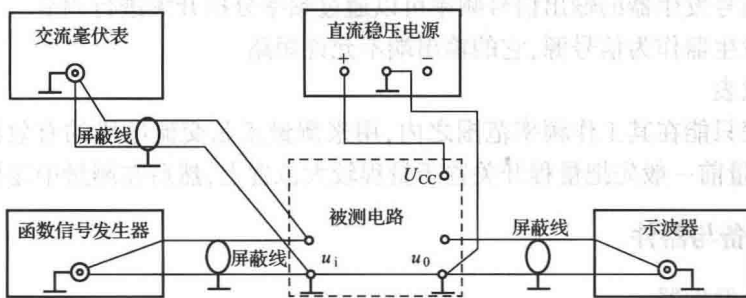 交流毫伏表
直流稳压电源
+
−
屏蔽线
U_CC
函数信号发生器
被测电路
屏蔽线
示波器
屏蔽线
u_i
u_0